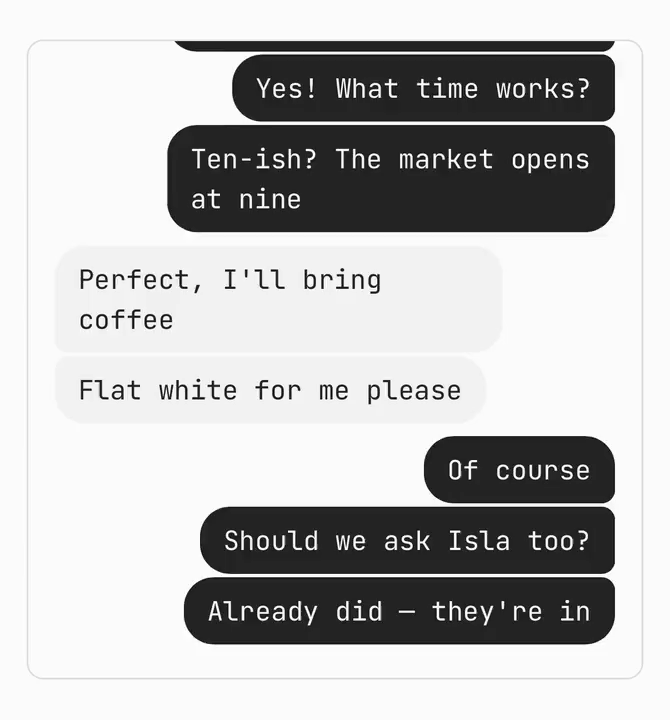 Yes! What time works?
Ten-ish? The market opens
at nine
Perfect, I'll bring
coffee
Flat white for me please
Of course
Should we ask Isla too?
Already did — they're in